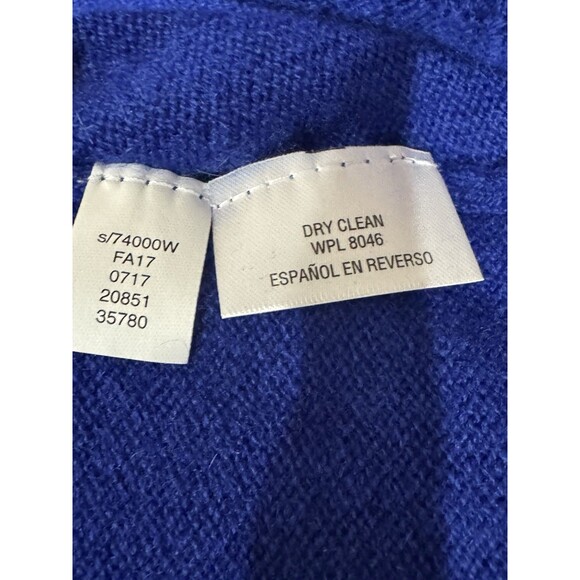 s/74000W
FA17
0717
20851
35780
DRY CLEAN
WPL 8046
ESPAÑOL EN REVERSO